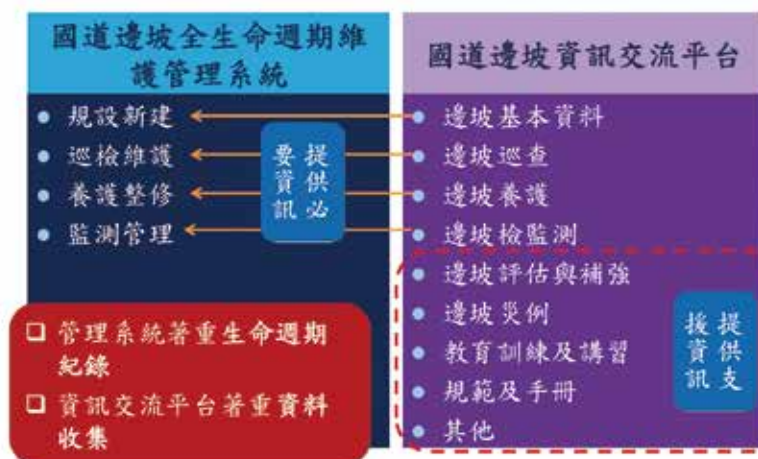 國道邊坡全生命週期維
護管理系統
規設新建
巡檢維護
養護整修
監測管理
提供必
要資訊
管理系統著重生命週期
紀錄
資訊交流平台著重資料
收集
國道邊坡資訊交流平台
邊坡基本資料
邊坡巡查
邊坡養護
邊坡檢監測
邊坡評估與補強
邊坡災例
教育訓練及講習
規範及手冊
其他
提供支
援資訊